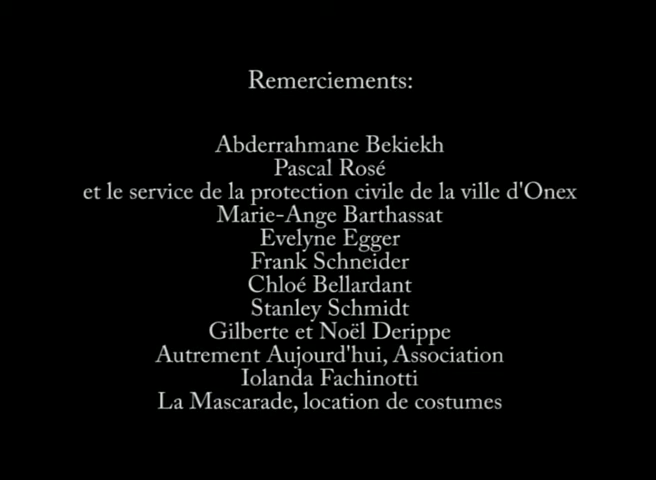 Remerciements:
Abderrahmane Bekiekh
Pascal Rosé
et le service de la protection civile de la ville d'Onex
Marie-Ange Barthassat
Evelyne Egger
Frank Schneider
Chloé Bellardant
Stanley Schmidt
Gilberte et Noël Derippe
Autrement Aujourd'hui, Association
Iolanda Fachinotti
La Mascarade, location de costumes